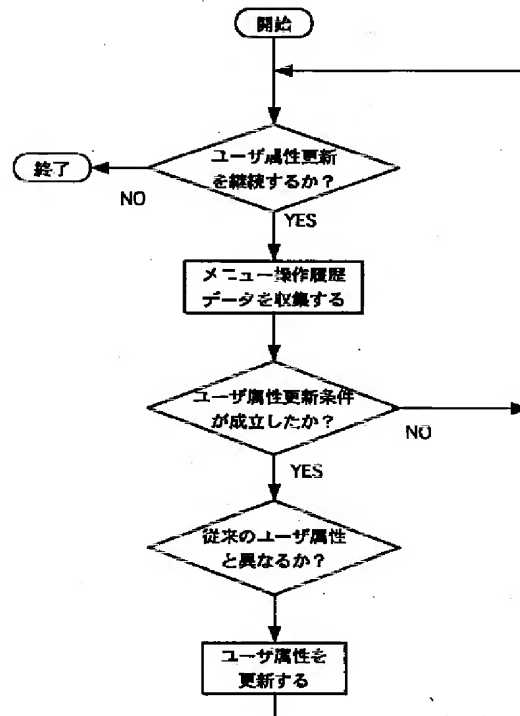 開始
ユーザ属性更新
を継続するか？
終了
NO
YES
メニュー操作履歴
データを収集する
ユーザ属性更新条件
が成立したか？
NO
YES
従来のユーザ属性
と異なるか？
ユーザ属性を
更新する